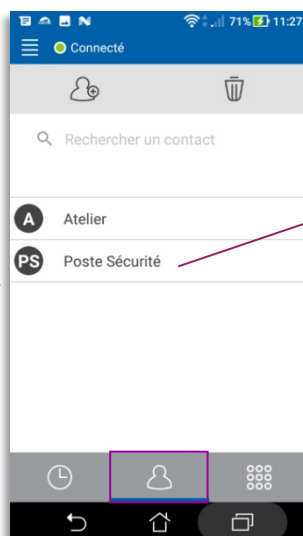 71% 11:27
Connecté
Rechercher un contact
A Atelier
PS Poste Sécurité